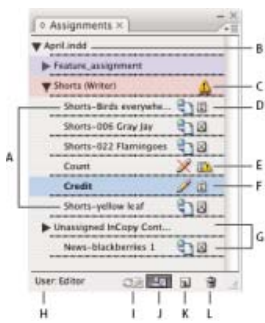 Assignments ×
April.indd
B
Feature_assignment
Shorts (Writer)
C
Shorts-Birds everywhe...
D
Shorts-006 Gray Jay
A
Shorts-022 Flamingoes
Count
E
Credit
F
Shorts-yellow leaf
Unassigned InCopy Cont...
G
News-blackberries 1
User: Editor
H I J K L